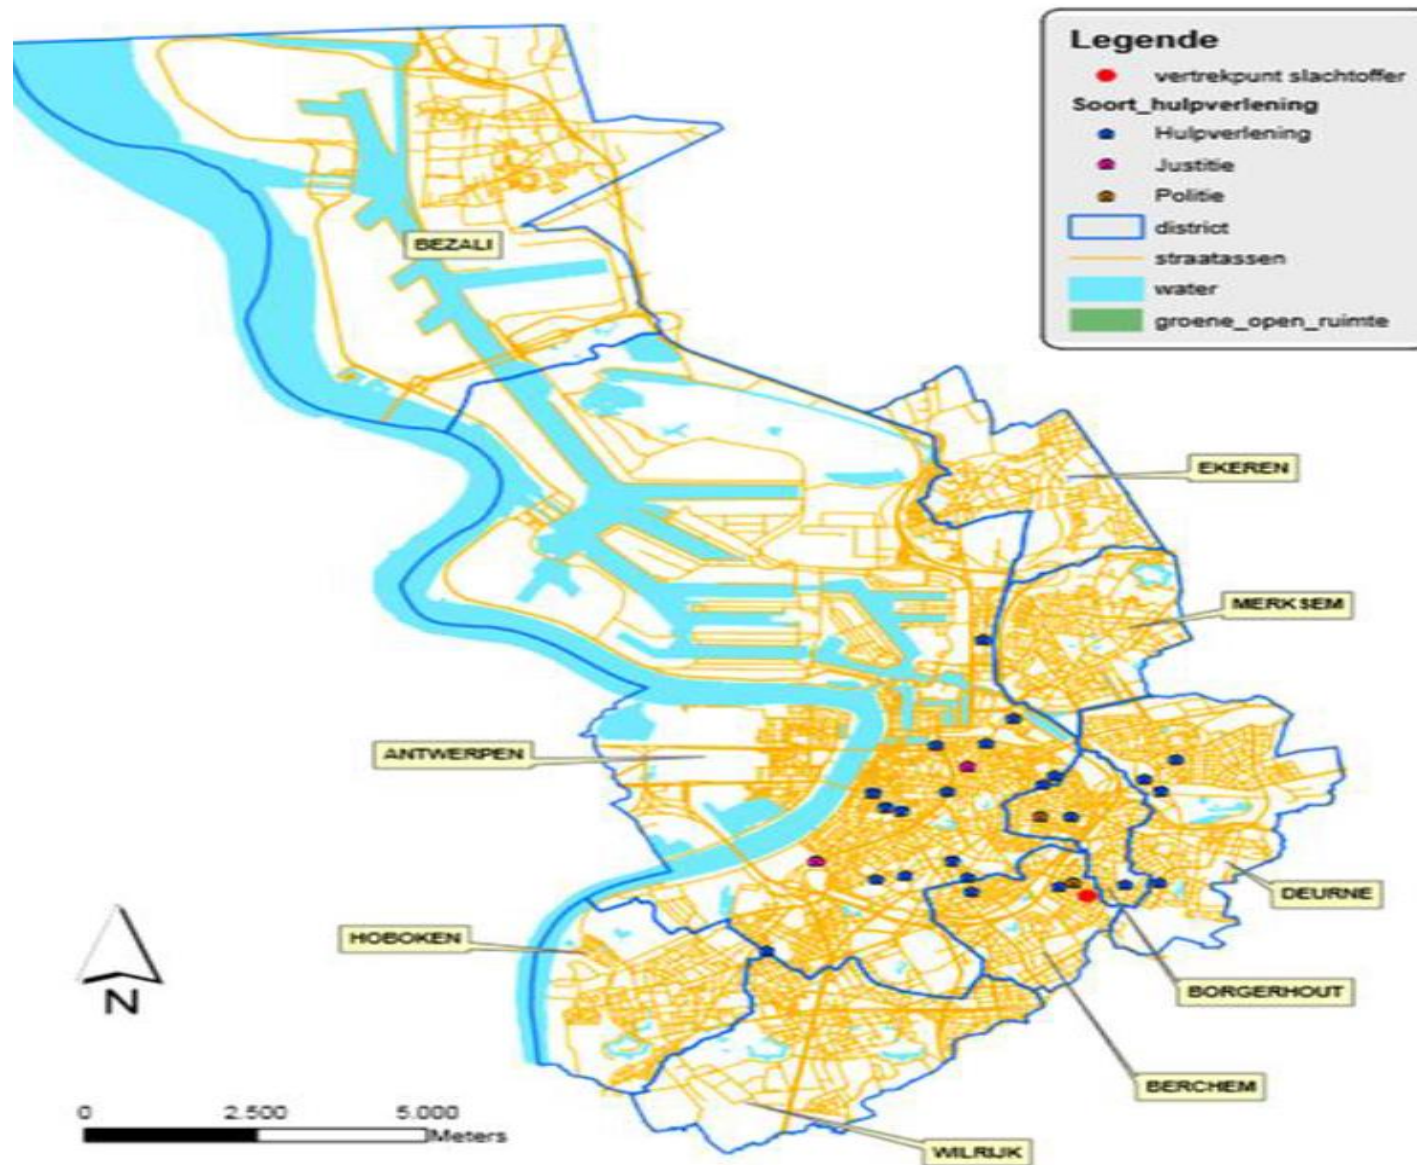 Legende
vertrekpunt slachtoffer
Soort_hulpverlening
Hulpverlening
Justitie
Politie
district
straatassen
water
groene_open_ruimte
BEZALI
EKEREN
MERKSEM
ANTWERPEN
DEURNE
HOBOKEN
BORGERHOUT
N
BERCHEM
0 2.500 5.000
Meters
WILRIJK